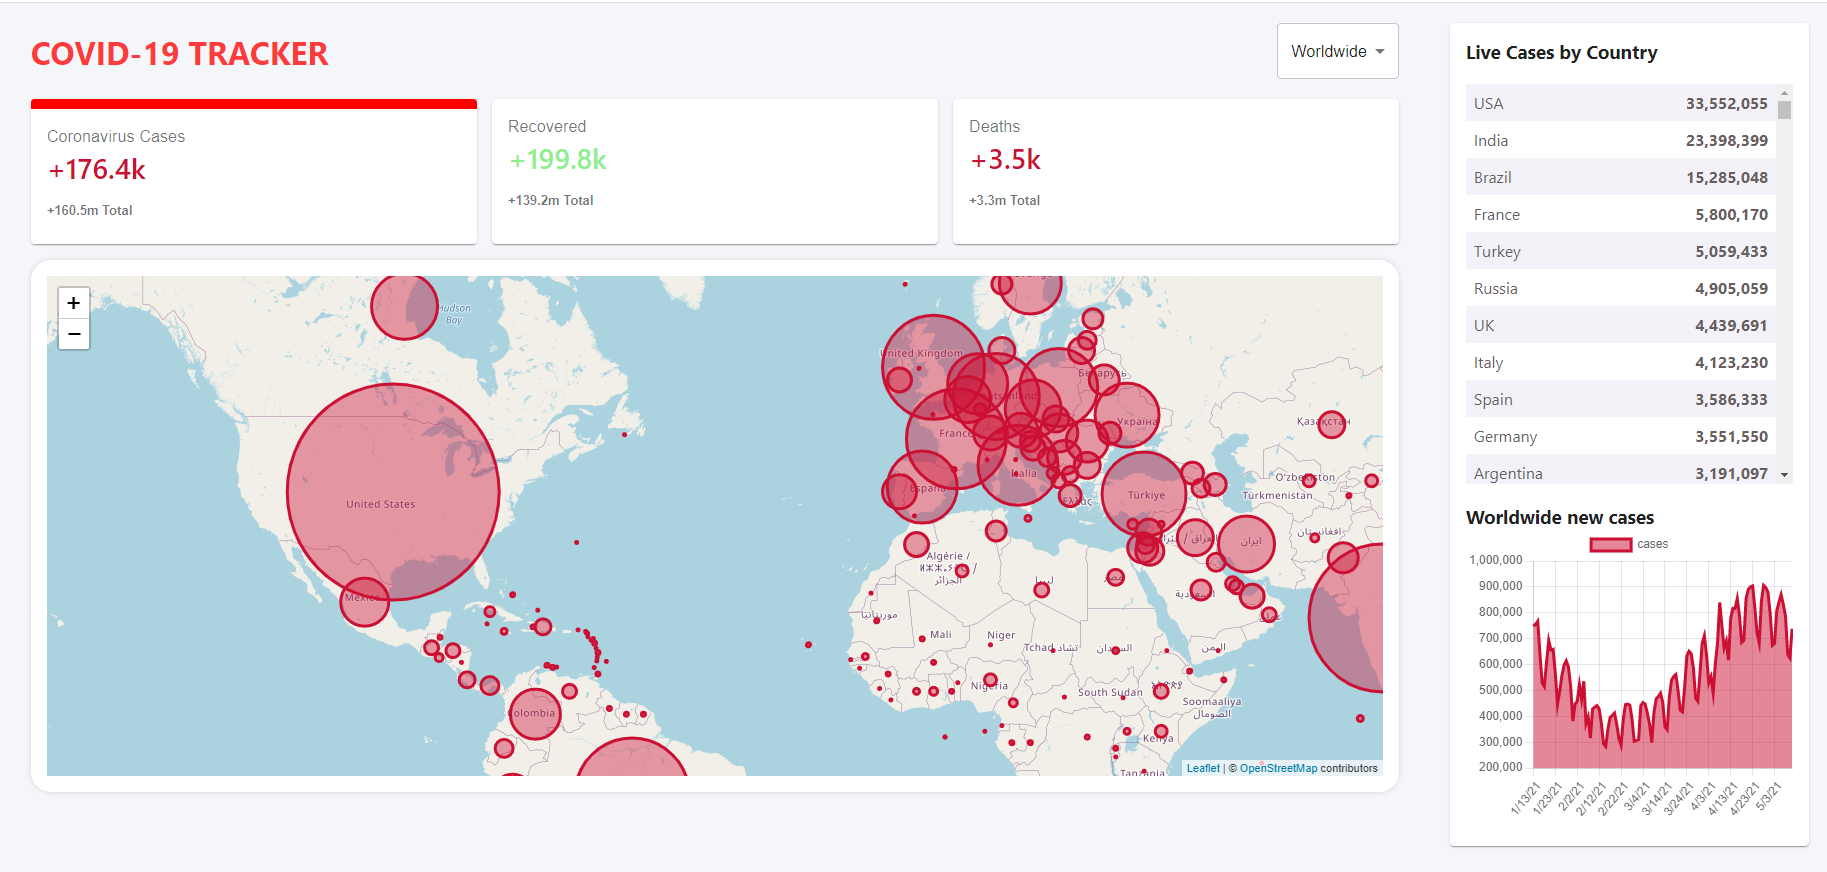 COVID-19 TRACKER
Worldwide
Coronavirus Cases
+176.4k
+160.5m Total
Recovered
+199.8k
+139.2m Total
Deaths
+3.5k
+3.3m Total
+
−
Hudson
Bay
United Kingdom
Беларусь
Україна
France
Italia
España
Ελλάς
Türkiye
Қазақстан
O'zbekiston
Türkmenistan
افغانستان
ایران
United States
México
Algérie /
ⵍⵣⵣⴰⵢⴻⵔ /
الجزائر
ليبيا
مصر
السعودية
عمان
موريتانيا
Mali
Niger
Tchad تشاد
السودان
اليمن
Nigeria
South Sudan
Soomaaliya
الصومال
Colombia
Kenya
Tanzania
Leaflet | © OpenStreetMap contributors
Live Cases by Country
USA 33,552,055
India 23,398,399
Brazil 15,285,048
France 5,800,170
Turkey 5,059,433
Russia 4,905,059
UK 4,439,691
Italy 4,123,230
Spain 3,586,333
Germany 3,551,550
Argentina 3,191,097
Worldwide new cases
cases
1,000,000
900,000
800,000
700,000
600,000
500,000
400,000
300,000
200,000
1/13/21
1/23/21
2/2/21
2/12/21
2/22/21
3/4/21
3/14/21
3/24/21
4/3/21
4/13/21
4/23/21
5/3/21